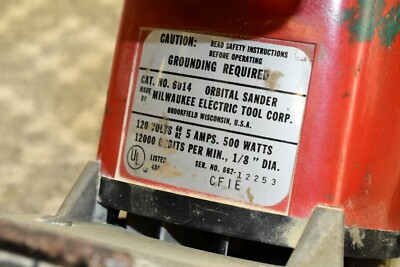 CAUTION: READ SAFETY INSTRUCTIONS
BEFORE OPERATING
GROUNDING REQUIRED
CAT. NO. 6014 ORBITAL SANDER
MADE BY MILWAUKEE ELECTRIC TOOL CORP.
BROOKFIELD WISCONSIN, U.S.A.
120 VOLTS 60 HZ 5 AMPS. 500 WATTS
12000 ORBITS PER MIN., 1/8" DIA.
UL LISTED SER. NO. 682-12253
CFIE